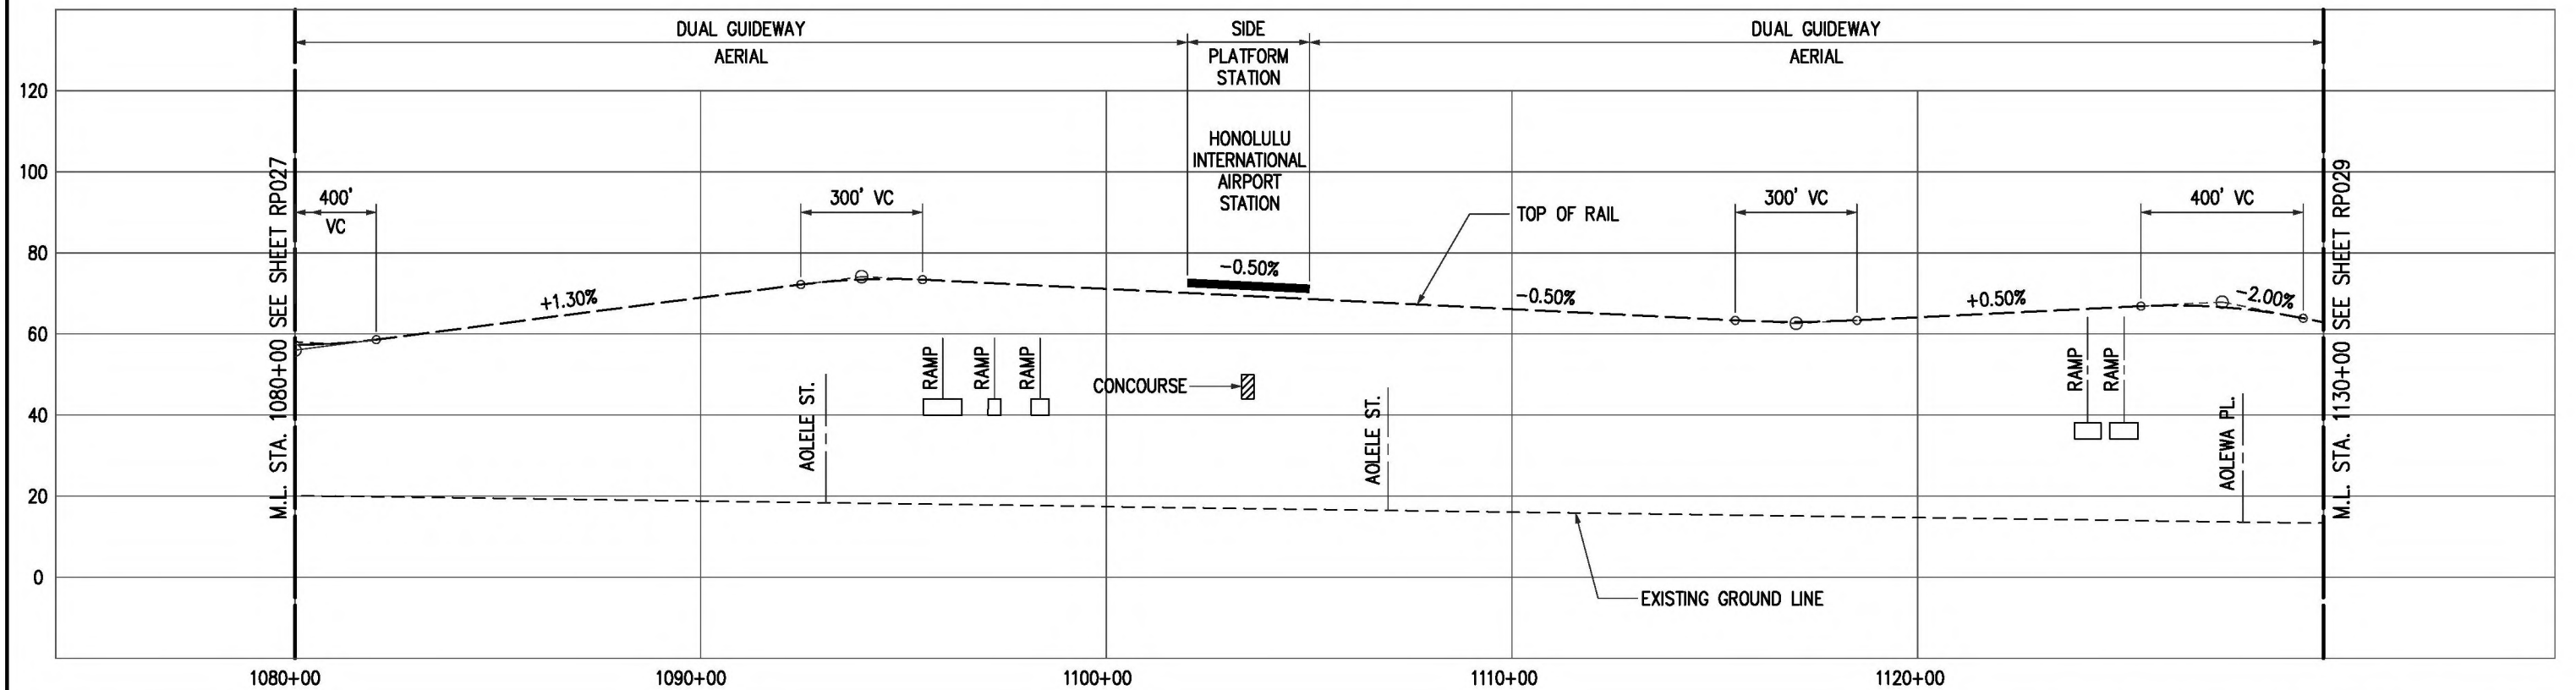 DUAL GUIDEWAY
AERIAL
SIDE
PLATFORM
STATION
DUAL GUIDEWAY
AERIAL
120
100
80
60
40
20
0
M.L. STA. 1080+00 SEE SHEET RP027
400'
VC
+1.30%
300' VC
HONOLULU
INTERNATIONAL
AIRPORT
STATION
-0.50%
TOP OF RAIL
-0.50%
300' VC
+0.50%
400' VC
-2.00%
M.L. STA. 1130+00 SEE SHEET RP029
AOLELE ST.
RAMP
RAMP
RAMP
CONCOURSE
AOLELE ST.
RAMP
RAMP
AOLEWA PL.
EXISTING GROUND LINE
1080+00
1090+00
1100+00
1110+00
1120+00